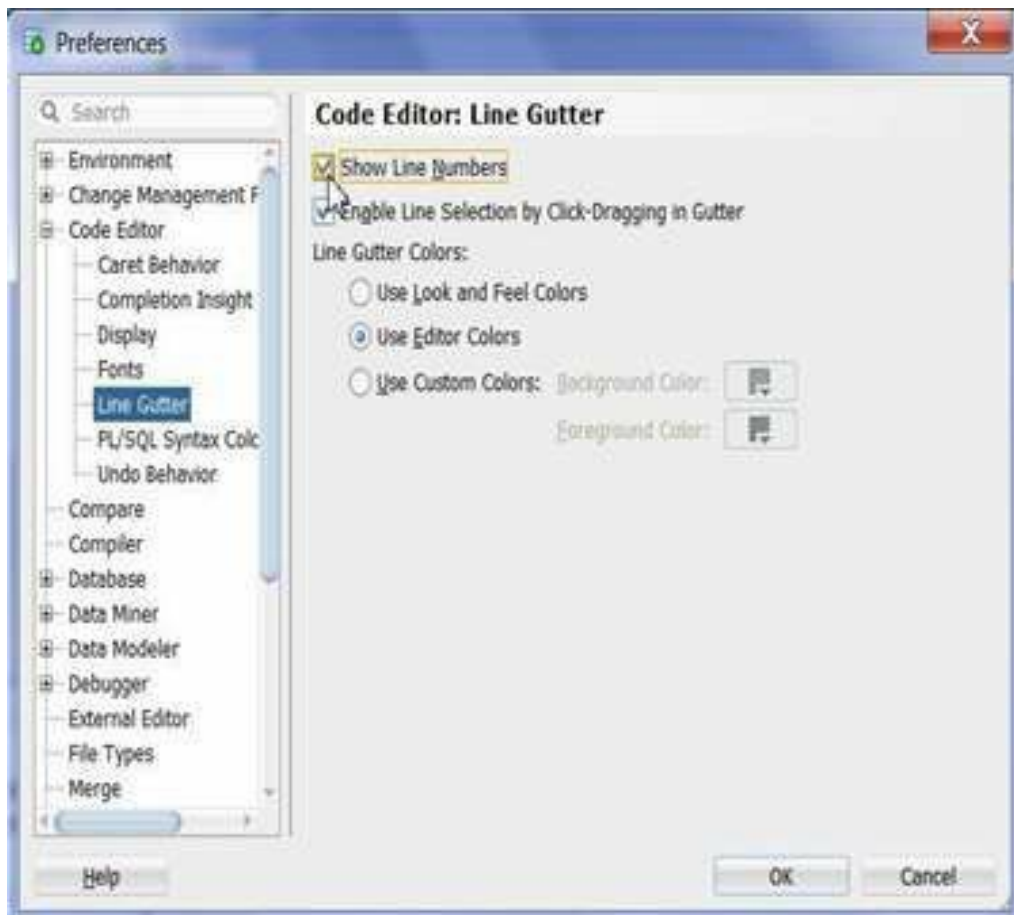 Preferences
X
Search
Environment
Change Management P
Code Editor
Caret Behavior
Completion Insight
Display
Fonts
Line Gutter
PL/SQL Syntax Colo
Undo Behavior
Compare
Compiler
Database
Data Miner
Data Modeler
Debugger
External Editor
File Types
Merge
Code Editor: Line Gutter
Show Line Numbers
Enable Line Selection by Click-Dragging in Gutter
Line Gutter Colors:
Use Look and Feel Colors
Use Editor Colors
Use Custom Colors: Background Color:
Foreground Color:
Help
OK
Cancel